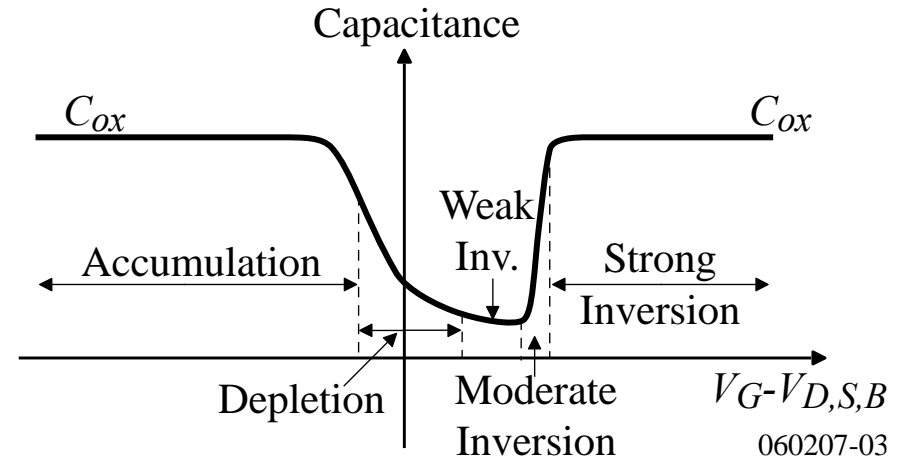 Capacitance
Cox
Cox
Weak
Inv.
Accumulation
Strong
Inversion
Depletion
Moderate
Inversion
VG-VD,S,B
060207-03